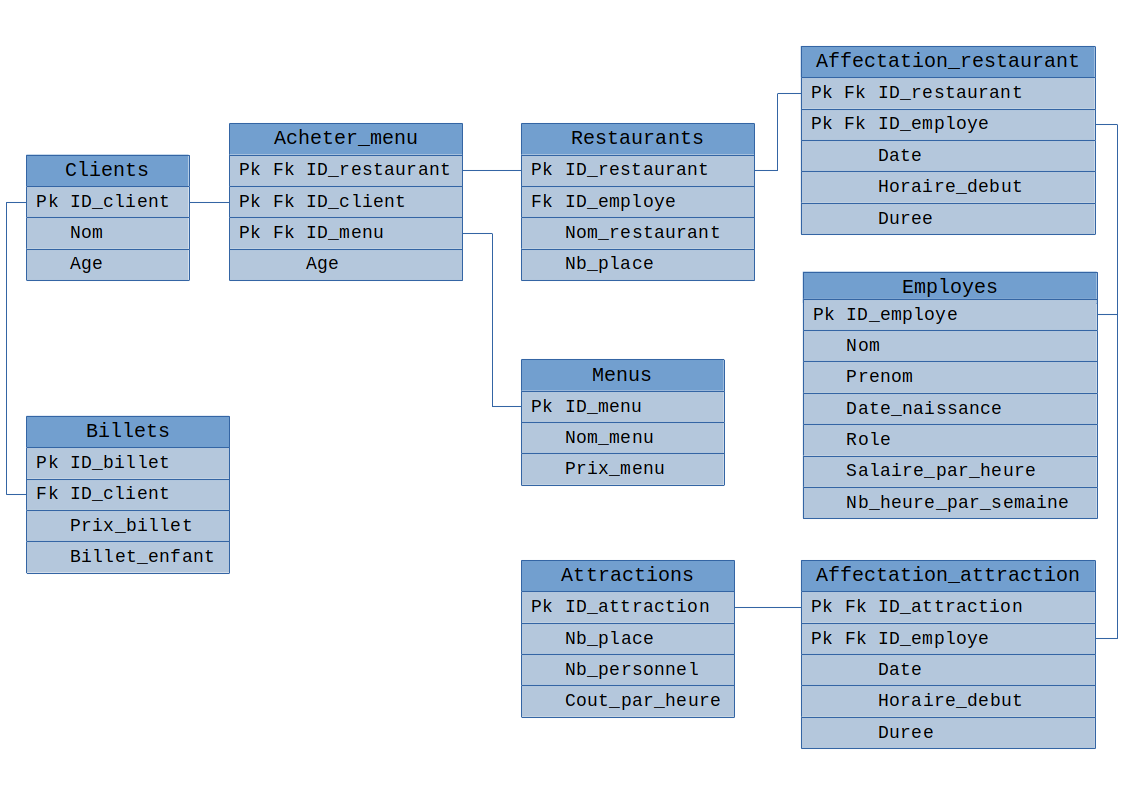 Clients
Pk ID_client
Nom
Age
Acheter_menu
Pk Fk ID_restaurant
Pk Fk ID_client
Pk Fk ID_menu
Age
Restaurants
Pk ID_restaurant
Fk ID_employe
Nom_restaurant
Nb_place
Affectation_restaurant
Pk Fk ID_restaurant
Pk Fk ID_employe
Date
Horaire_debut
Duree
Employes
Pk ID_employe
Nom
Prenom
Date_naissance
Role
Salaire_par_heure
Nb_heure_par_semaine
Menus
Pk ID_menu
Nom_menu
Prix_menu
Billets
Pk ID_billet
Fk ID_client
Prix_billet
Billet_enfant
Attractions
Pk ID_attraction
Nb_place
Nb_personnel
Cout_par_heure
Affectation_attraction
Pk Fk ID_attraction
Pk Fk ID_employe
Date
Horaire_debut
Duree